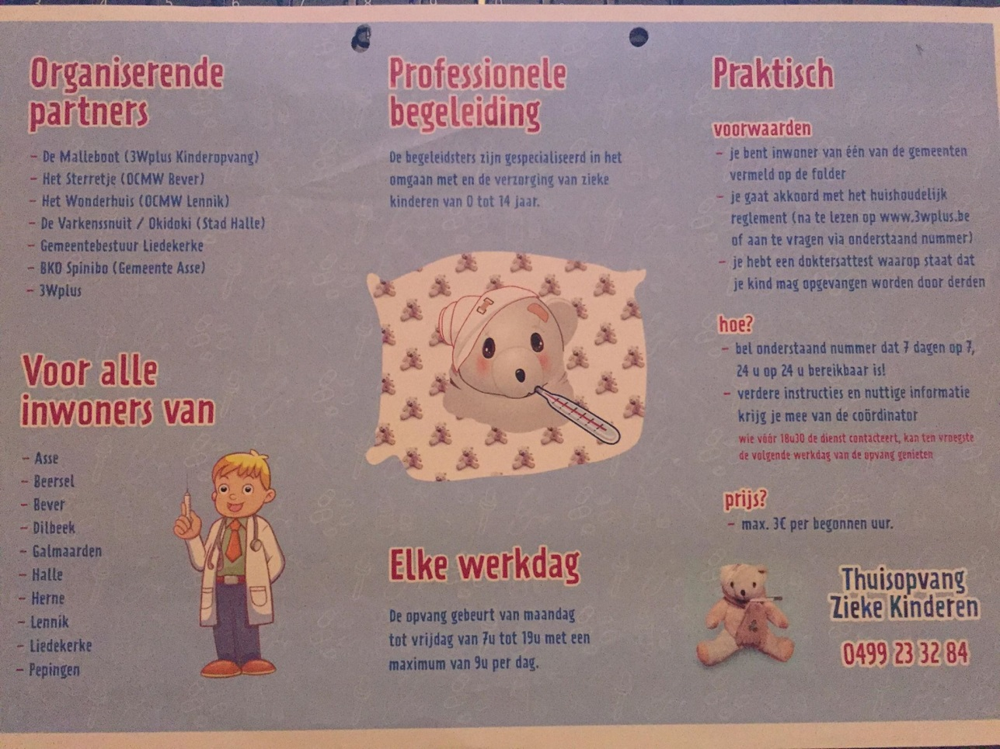 Organiserende
partners
- De Malleboot (3Wplus Kinderopvang)
- Het Sterretje (OCMW Bever)
- Het Wonderhuis (OCMW Lennik)
- De Varkenssnuit / Okidoki (Stad Halle)
- Gemeentebestuur Liedekerke
- BKO Spinibo (Gemeente Asse)
- 3Wplus
Voor alle
inwoners van
- Asse
- Beersel
- Bever
- Dilbeek
- Galmaarden
- Halle
- Herne
- Lennik
- Liedekerke
- Pepingen
Professionele
begeleiding
De begeleidsters zijn gespecialiseerd in het
omgaan met en de verzorging van zieke
kinderen van 0 tot 14 jaar.
Elke werkdag
De opvang gebeurt van maandag
tot vrijdag van 7u tot 19u met een
maximum van 9u per dag.
Praktisch
voorwaarden
- je bent inwoner van één van de gemeenten
vermeld op de folder
- je gaat akkoord met het huishoudelijk
reglement (na te lezen op www.3wplus.be
of aan te vragen via onderstaand nummer)
- je hebt een doktersattest waarop staat dat
je kind mag opgevangen worden door derden
hoe?
- bel onderstaand nummer dat 7 dagen op 7,
24 u op 24 u bereikbaar is!
- verdere instructies en nuttige informatie
krijg je mee van de coördinator
wie vóór 18u30 de dienst contacteert, kan ten vroegste
de volgende werkdag van de opvang genieten
prijs?
- max. 3€ per begonnen uur.
Thuisopvang
Zieke Kinderen
0499 23 32 84